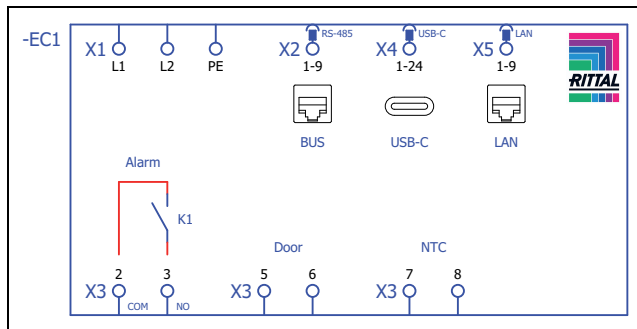 -EC1
X1 L1 L2 PE
X2 RS-485 1-9
X4 USB-C 1-24
X5 LAN 1-9
RITTAL
BUS USB-C LAN
Alarm
K1
Door NTC
2 3 5 6 7 8
X3 COM NO X3 X3